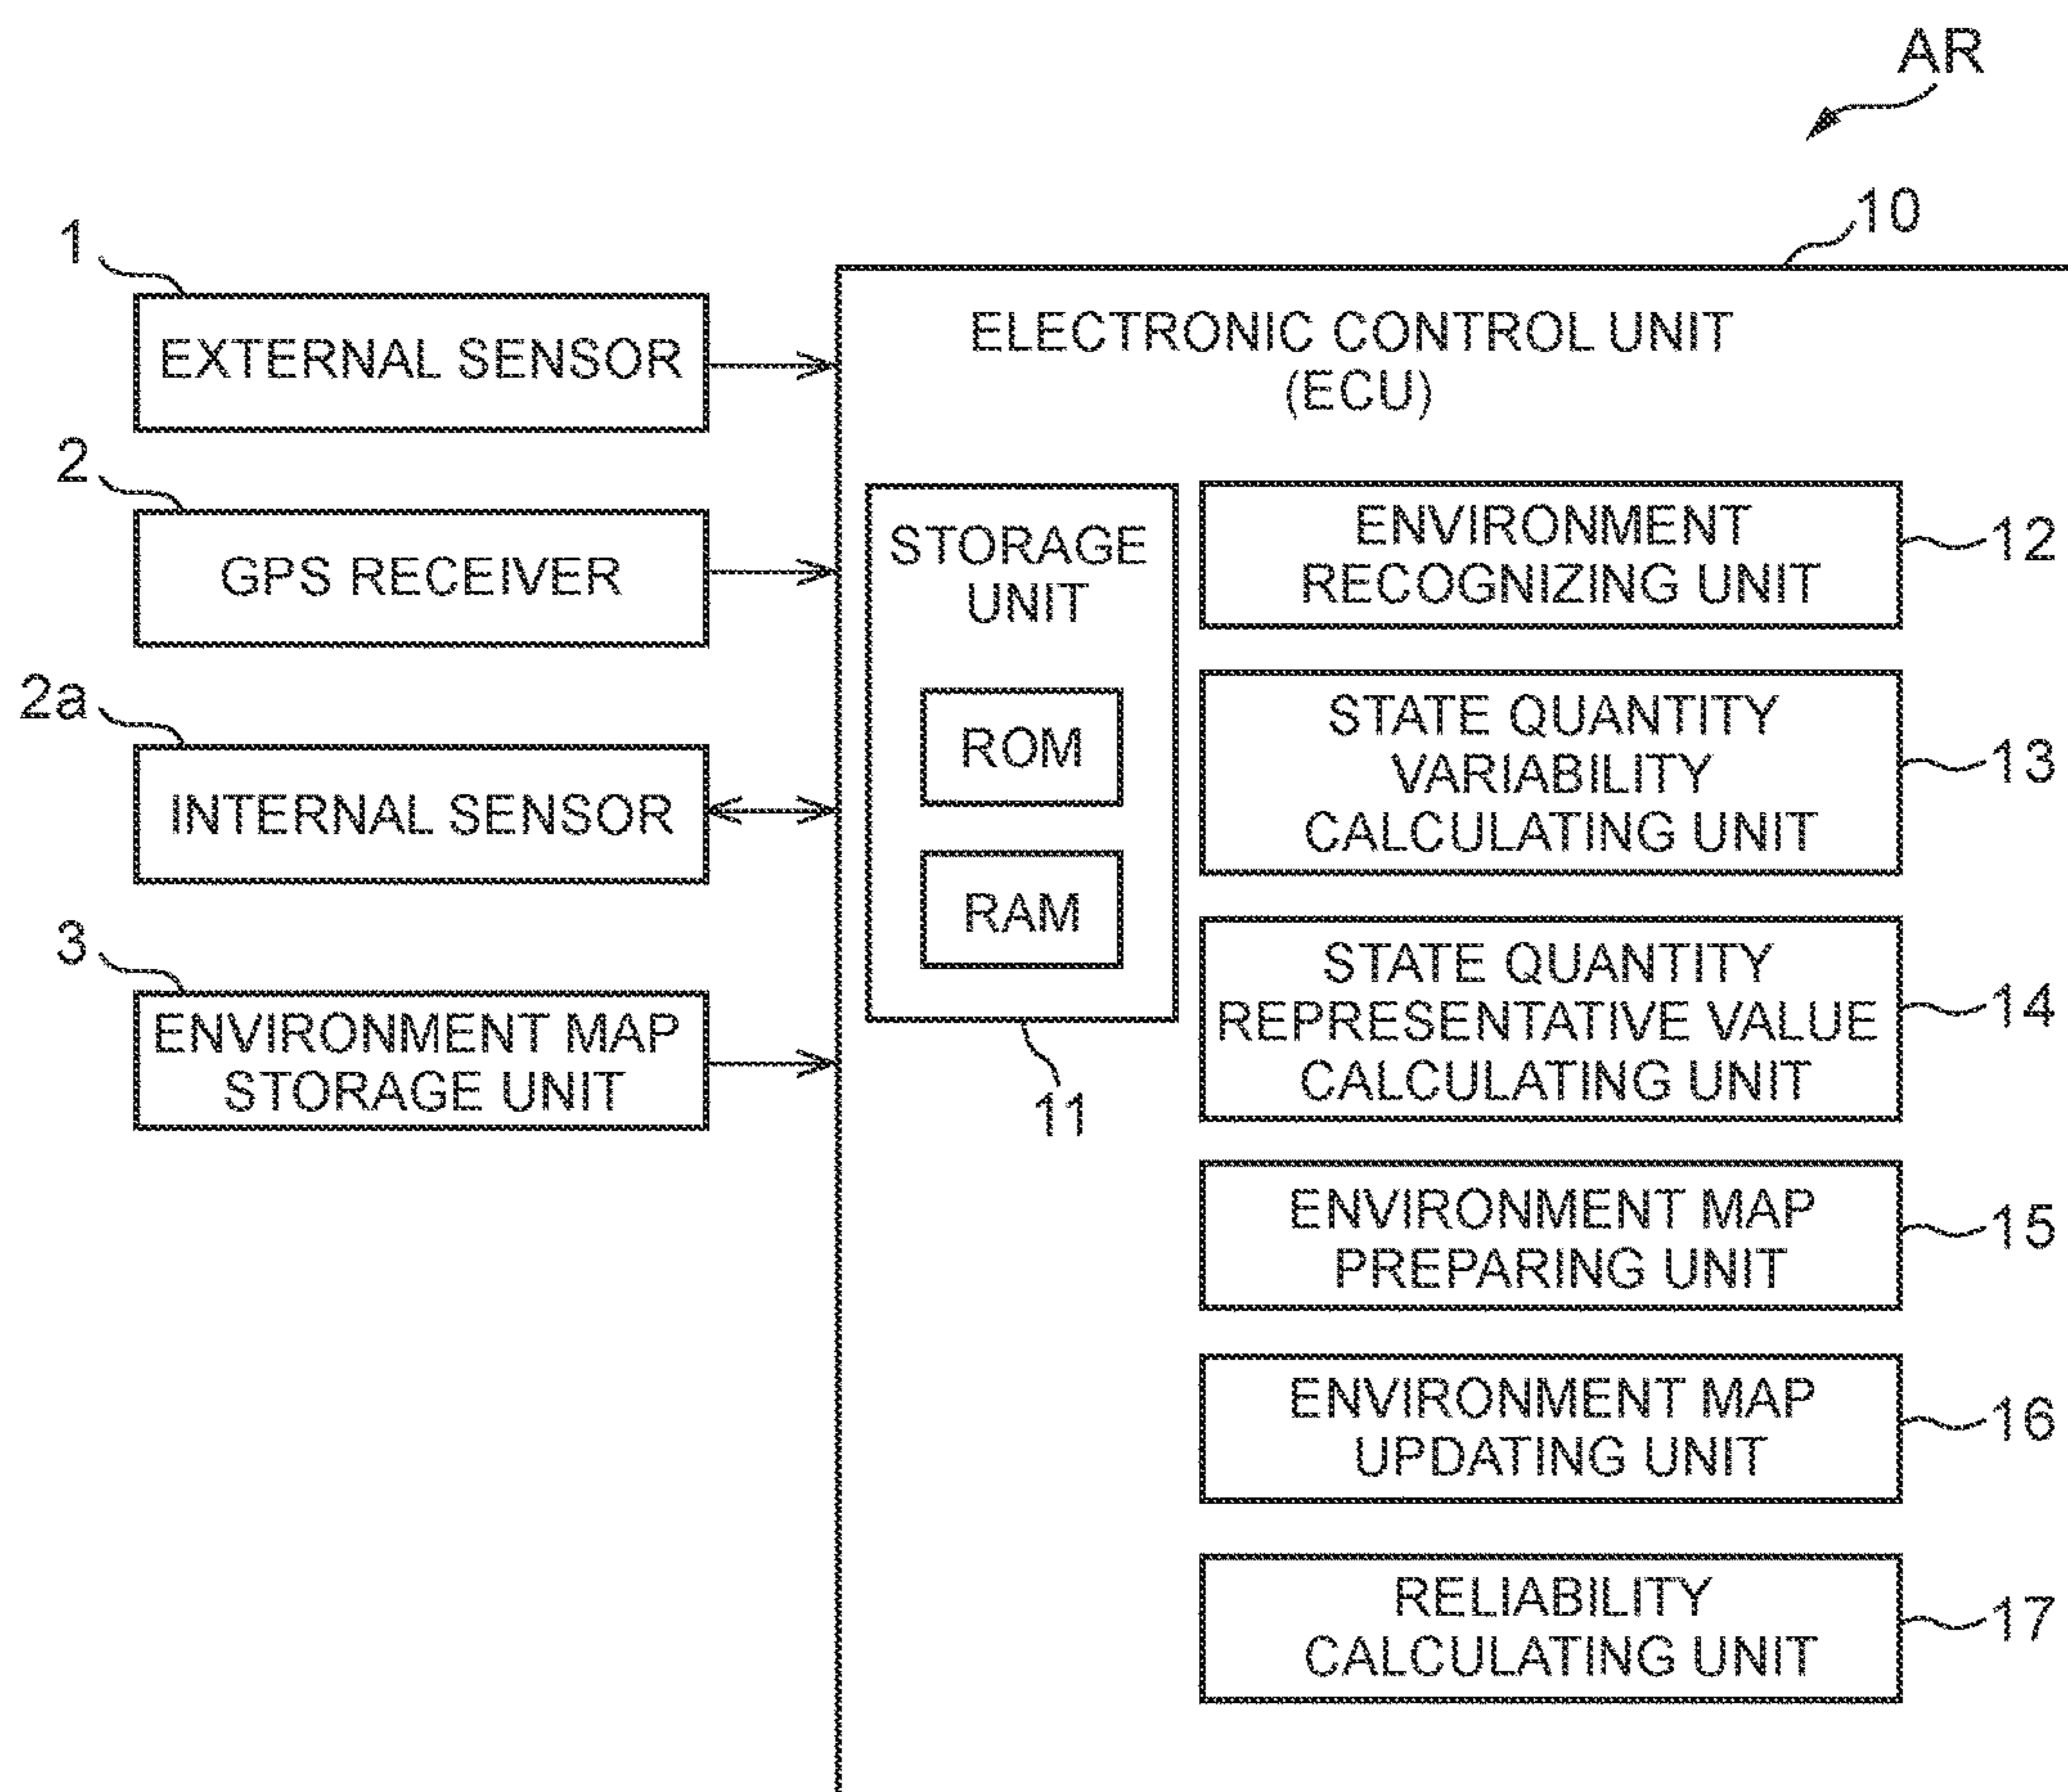 AR
10
1
EXTERNAL SENSOR
2
GPS RECEIVER
2a
INTERNAL SENSOR
3
ENVIRONMENT MAP
STORAGE UNIT
ELECTRONIC CONTROL UNIT
(ECU)
STORAGE
UNIT
ROM
RAM
11
ENVIRONMENT
RECOGNIZING UNIT
12
STATE QUANTITY
VARIABILITY
CALCULATING UNIT
13
STATE QUANTITY
REPRESENTATIVE VALUE
CALCULATING UNIT
14
ENVIRONMENT MAP
PREPARING UNIT
15
ENVIRONMENT MAP
UPDATING UNIT
16
RELIABILITY
CALCULATING UNIT
17